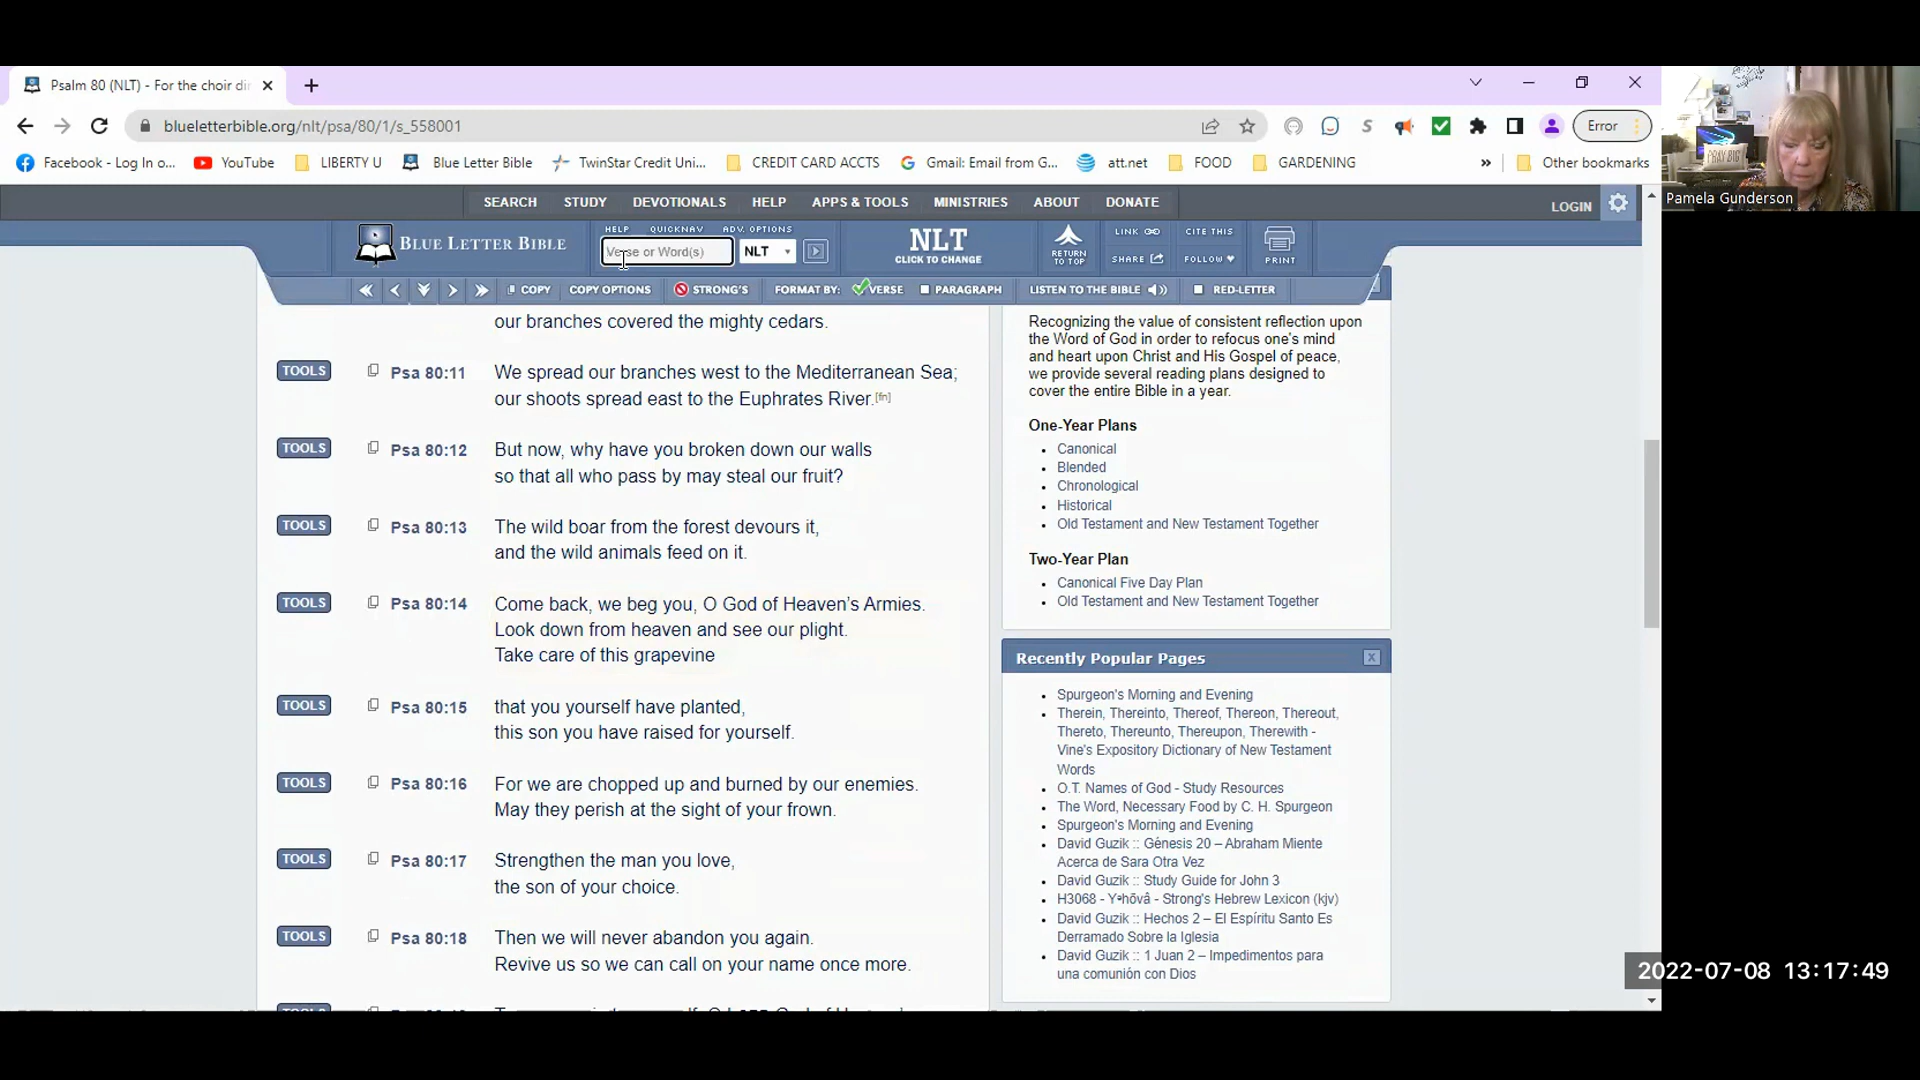 Psalm 80 (NLT) - For the choir di
blueletterbible.org/nlt/psa/80/1/s_558001
Error
Facebook - Log In o...
YouTube
LIBERTY U
Blue Letter Bible
TwinStar Credit Uni...
CREDIT CARD ACCTS
Gmail: Email from G...
att.net
FOOD
GARDENING
»
Other bookmarks
PRAY BIG
Pamela Gunderson
SEARCH STUDY DEVOTIONALS HELP APPS & TOOLS MINISTRIES ABOUT DONATE
LOGIN
BLUE LETTER BIBLE
HELP QUICKNAV ADV. OPTIONS
Verse or Word(s)
NLT
NLT
CLICK TO CHANGE
RETURN
TO TOP
LINK
CITE THIS
SHARE
FOLLOW
PRINT
COPY COPY OPTIONS STRONG'S FORMAT BY: VERSE PARAGRAPH LISTEN TO THE BIBLE RED-LETTER
our branches covered the mighty cedars.
TOOLS Psa 80:11 We spread our branches west to the Mediterranean Sea;
our shoots spread east to the Euphrates River.[fn]
TOOLS Psa 80:12 But now, why have you broken down our walls
so that all who pass by may steal our fruit?
TOOLS Psa 80:13 The wild boar from the forest devours it,
and the wild animals feed on it.
TOOLS Psa 80:14 Come back, we beg you, O God of Heaven's Armies.
Look down from heaven and see our plight.
Take care of this grapevine
TOOLS Psa 80:15 that you yourself have planted,
this son you have raised for yourself.
TOOLS Psa 80:16 For we are chopped up and burned by our enemies.
May they perish at the sight of your frown.
TOOLS Psa 80:17 Strengthen the man you love,
the son of your choice.
TOOLS Psa 80:18 Then we will never abandon you again.
Revive us so we can call on your name once more.
Recognizing the value of consistent reflection upon
the Word of God in order to refocus one's mind
and heart upon Christ and His Gospel of peace,
we provide several reading plans designed to
cover the entire Bible in a year.
One-Year Plans
Canonical
Blended
Chronological
Historical
Old Testament and New Testament Together
Two-Year Plan
Canonical Five Day Plan
Old Testament and New Testament Together
Recently Popular Pages
Spurgeon's Morning and Evening
Therein, Thereinto, Thereof, Thereon, Thereout,
Thereto, Thereunto, Thereupon, Therewith -
Vine's Expository Dictionary of New Testament
Words
O.T. Names of God - Study Resources
The Word, Necessary Food by C. H. Spurgeon
Spurgeon's Morning and Evening
David Guzik :: Génesis 20 – Abraham Miente
Acerca de Sara Otra Vez
David Guzik :: Study Guide for John 3
H3068 - Yᵊhōvâ - Strong's Hebrew Lexicon (kjv)
David Guzik :: Hechos 2 – El Espíritu Santo Es
Derramado Sobre la Iglesia
David Guzik :: 1 Juan 2 – Impedimentos para
una comunión con Dios
2022-07-08 13:17:49